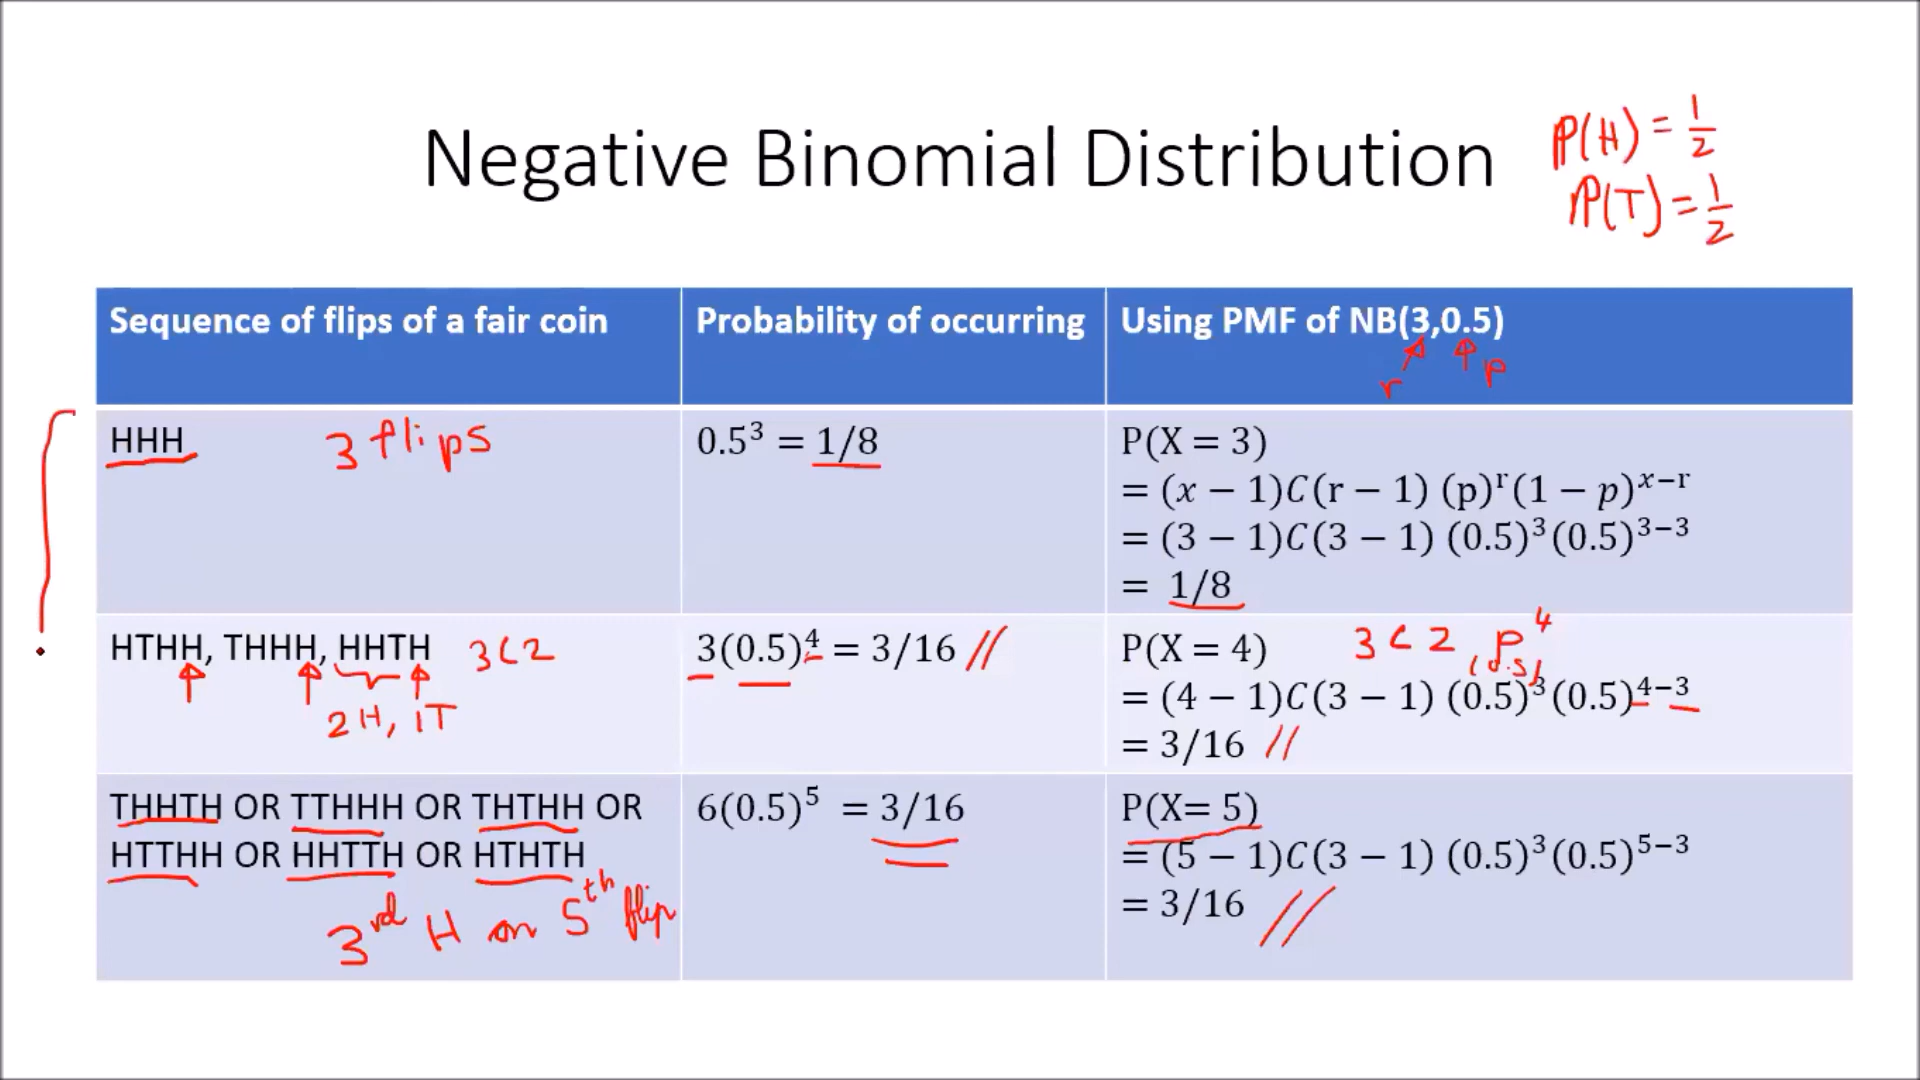 Negative Binomial Distribution
P(H) = 1/2
P(T) = 1/2
Sequence of flips of a fair coin
Probability of occurring
Using PMF of NB(3,0.5)
r p
HHH
3 flips
0.5³ = 1/8
P(X = 3)
= (x − 1)C(r − 1) (p)ʳ(1 − p)ˣ⁻ʳ
= (3 − 1)C(3 − 1) (0.5)³(0.5)³⁻³
= 1/8
HTHH, THHH, HHTH
3C2
2H, 1T
3(0.5)⁴ = 3/16 //
P(X = 4)
3C2 p⁴
(0.5)
= (4 − 1)C(3 − 1) (0.5)³(0.5)⁴⁻³
= 3/16 //
THHTH OR TTHHH OR THTHH OR
HTTHH OR HHTTH OR HTHTH
3rd H on 5th flip
6(0.5)⁵ = 3/16
P(X= 5)
= (5 − 1)C(3 − 1) (0.5)³(0.5)⁵⁻³
= 3/16 //